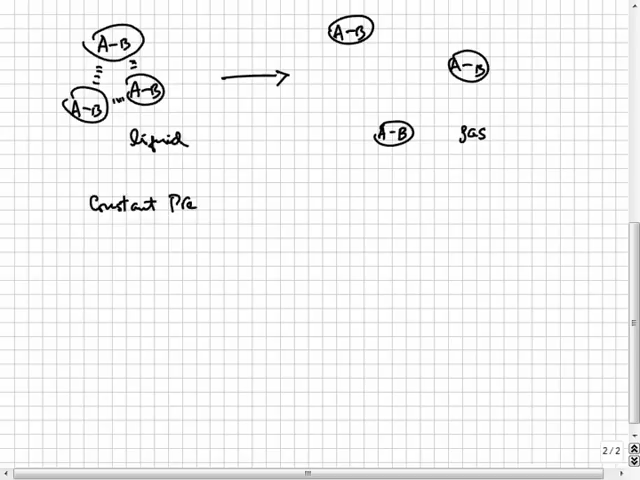 A-B
A-B
A-B
A-B A-B
A-B
liquid
gas
Constant Pre
2 / 2